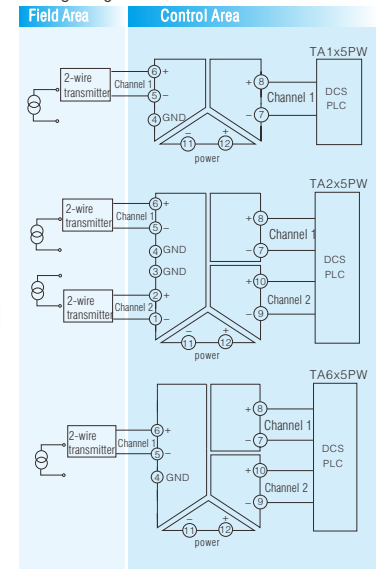 Field Area
Control Area
TA1x5PW
2-wire
transmitter
Channel 1
6 +
5 −
4 GND
+ 8
Channel 1
− 7
DCS
PLC
− +
11 12
power
TA2x5PW
2-wire
transmitter
Channel 1
6 +
5 −
4 GND
3 GND
2-wire
transmitter
Channel 2
2 +
1 −
+ 8
Channel 1
− 7
+ 10
Channel 2
− 9
DCS
PLC
− +
11 12
power
TA6x5PW
2-wire
transmitter
Channel 1
6 +
5 −
4 GND
+ 8
Channel 1
− 7
+ 10
Channel 2
− 9
DCS
PLC
− +
11 12
power